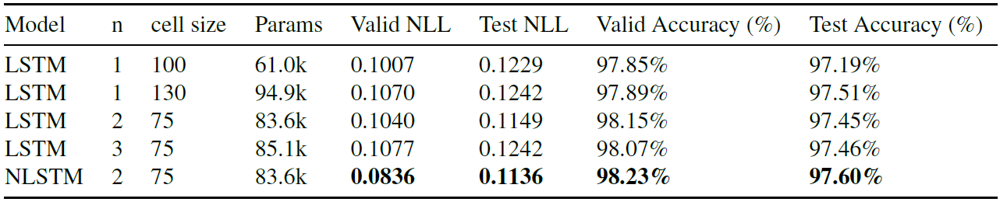 Model n cell size Params Valid NLL Test NLL Valid Accuracy (%) Test Accuracy (%)
LSTM 1 100 61.0k 0.1007 0.1229 97.85% 97.19%
LSTM 1 130 94.9k 0.1070 0.1242 97.89% 97.51%
LSTM 2 75 83.6k 0.1040 0.1149 98.15% 97.45%
LSTM 3 75 85.1k 0.1077 0.1242 98.07% 97.46%
NLSTM 2 75 83.6k 0.0836 0.1136 98.23% 97.60%